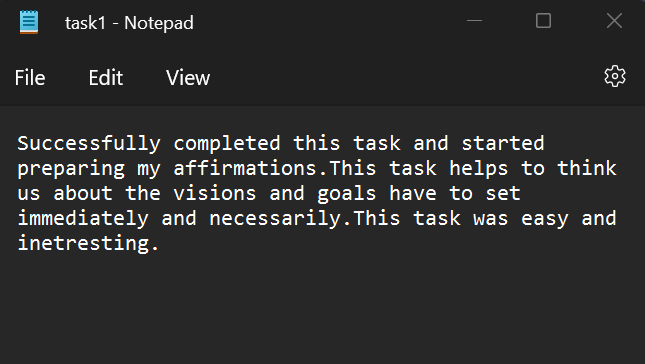 task1 - Notepad
File Edit View
Successfully completed this task and started
preparing my affirmations.This task helps to think
us about the visions and goals have to set
immediately and necessarily.This task was easy and
inetresting.